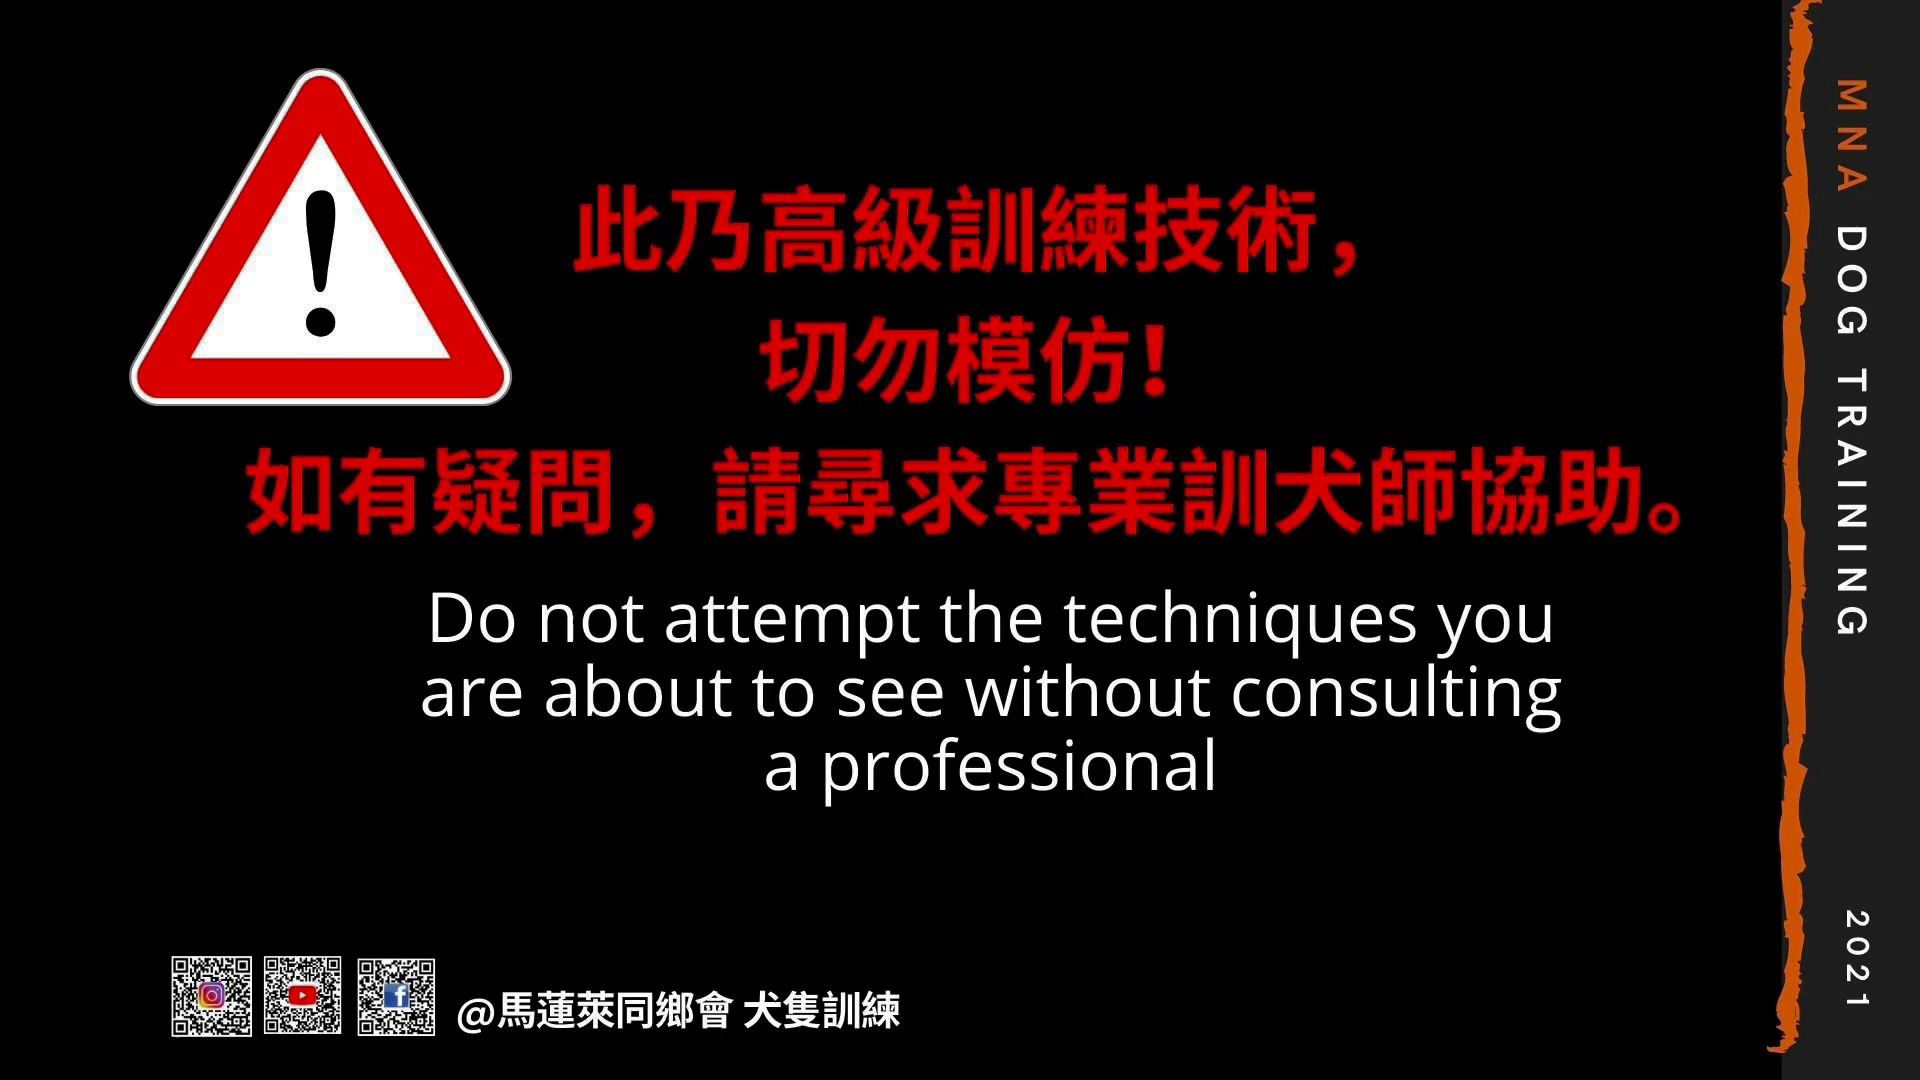 此乃高級訓練技術，
切勿模仿！
如有疑問，請尋求專業訓犬師協助。
Do not attempt the techniques you
are about to see without consulting
a professional
@馬蓮萊同鄉會 犬隻訓練
MNA DOG TRAINING
2021